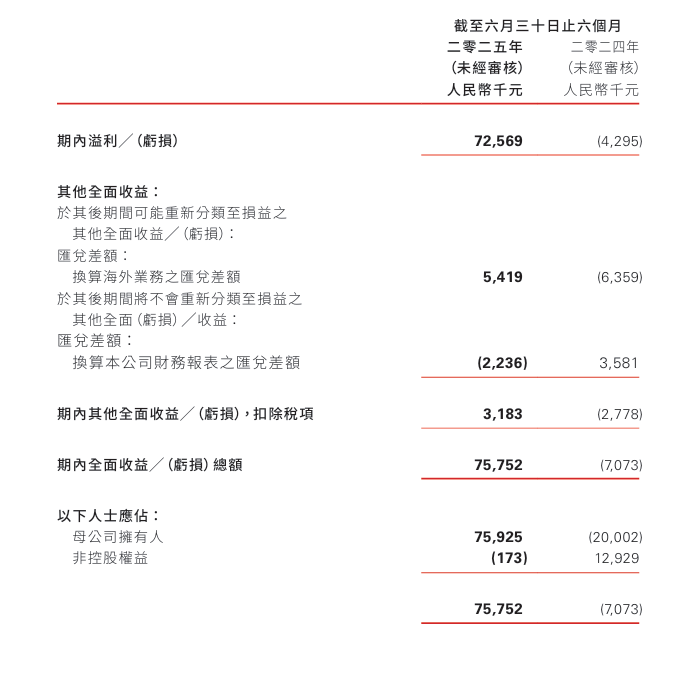 截至六月三十日止六個月
二零二五年 二零二四年
（未經審核） （未經審核）
人民幣千元 人民幣千元
期內溢利╱（虧損） 72,569 (4,295)
其他全面收益：
於其後期間可能重新分類至損益之
其他全面收益╱（虧損）：
匯兌差額：
換算海外業務之匯兌差額 5,419 (6,359)
於其後期間將不會重新分類至損益之
其他全面（虧損）╱收益：
匯兌差額：
換算本公司財務報表之匯兌差額 (2,236) 3,581
期內其他全面收益╱（虧損），扣除稅項 3,183 (2,778)
期內全面收益╱（虧損）總額 75,752 (7,073)
以下人士應佔：
母公司擁有人 75,925 (20,002)
非控股權益 (173) 12,929
75,752 (7,073)